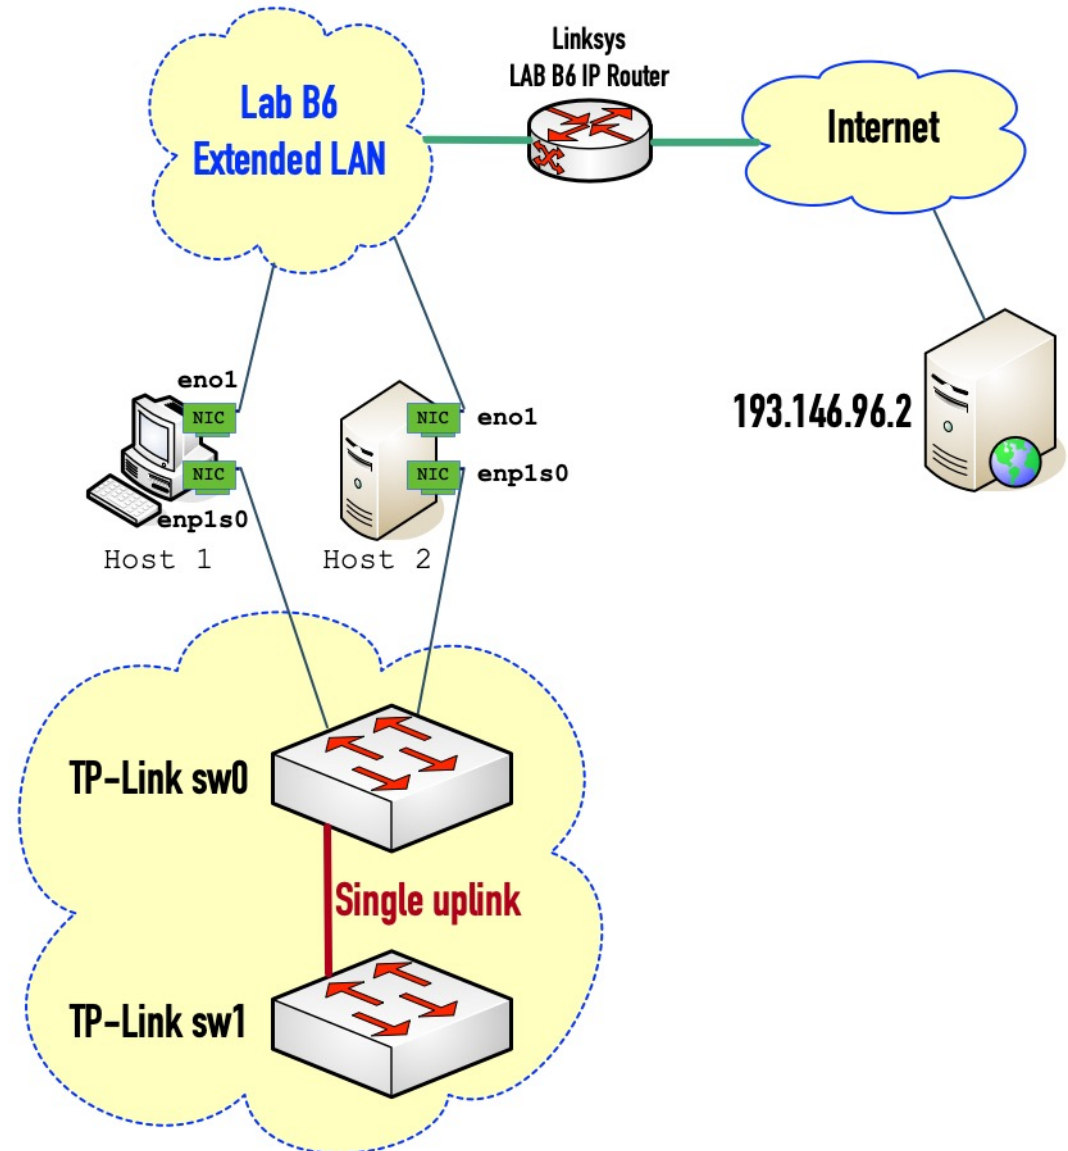 Linksys
LAB B6 IP Router
Lab B6
Extended LAN
Internet
eno1
NIC
NIC
enp1s0
Host 1
NIC
eno1
NIC
enp1s0
Host 2
193.146.96.2
TP-Link sw0
Single uplink
TP-Link sw1